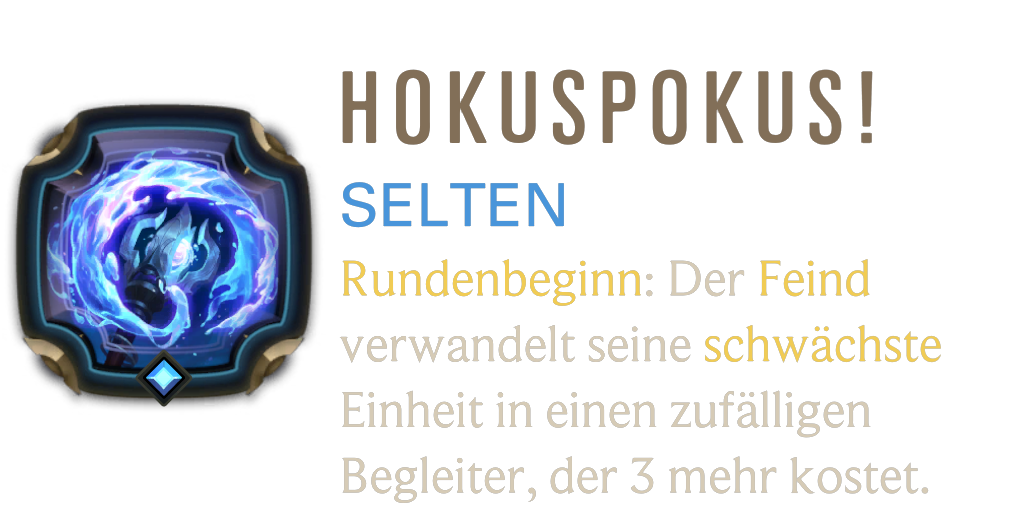 HOKUSPOKUS!
SELTEN
Rundenbeginn: Der Feind
verwandelt seine schwächste
Einheit in einen zufälligen
Begleiter, der 3 mehr kostet.